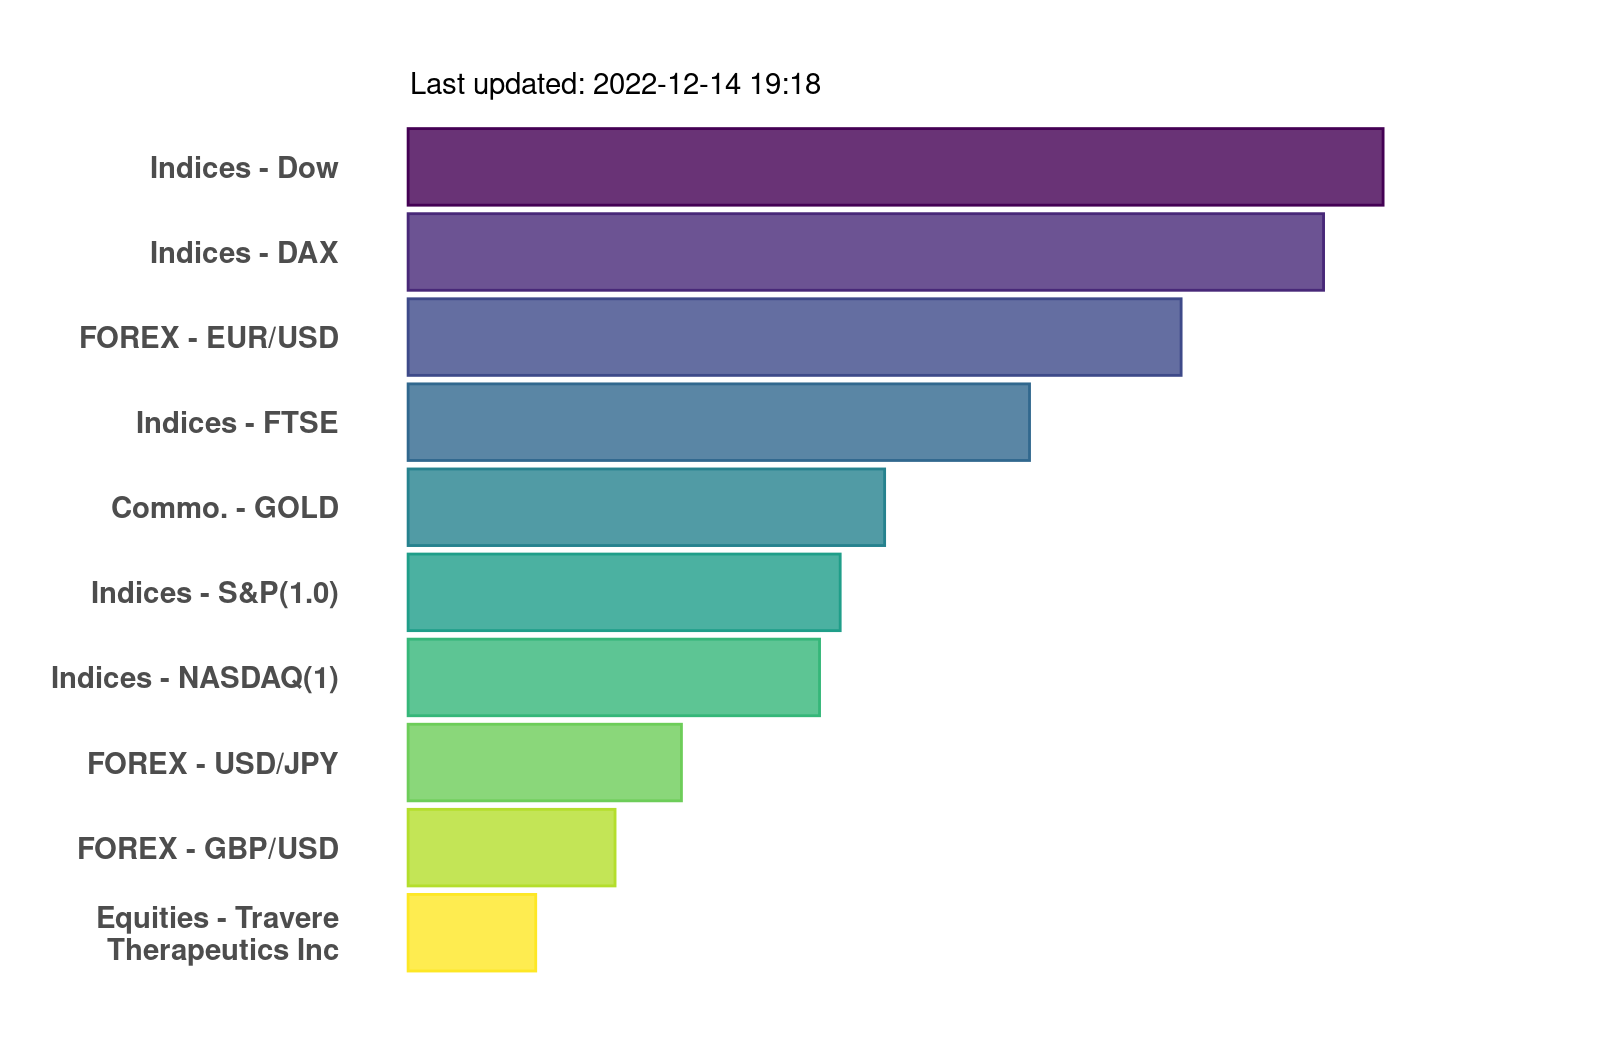 Last updated: 2022-12-14 19:18
Indices - Dow
Indices - DAX
FOREX - EUR/USD
Indices - FTSE
Commo. - GOLD
Indices - S&P(1.0)
Indices - NASDAQ(1)
FOREX - USD/JPY
FOREX - GBP/USD
Equities - Travere
Therapeutics Inc